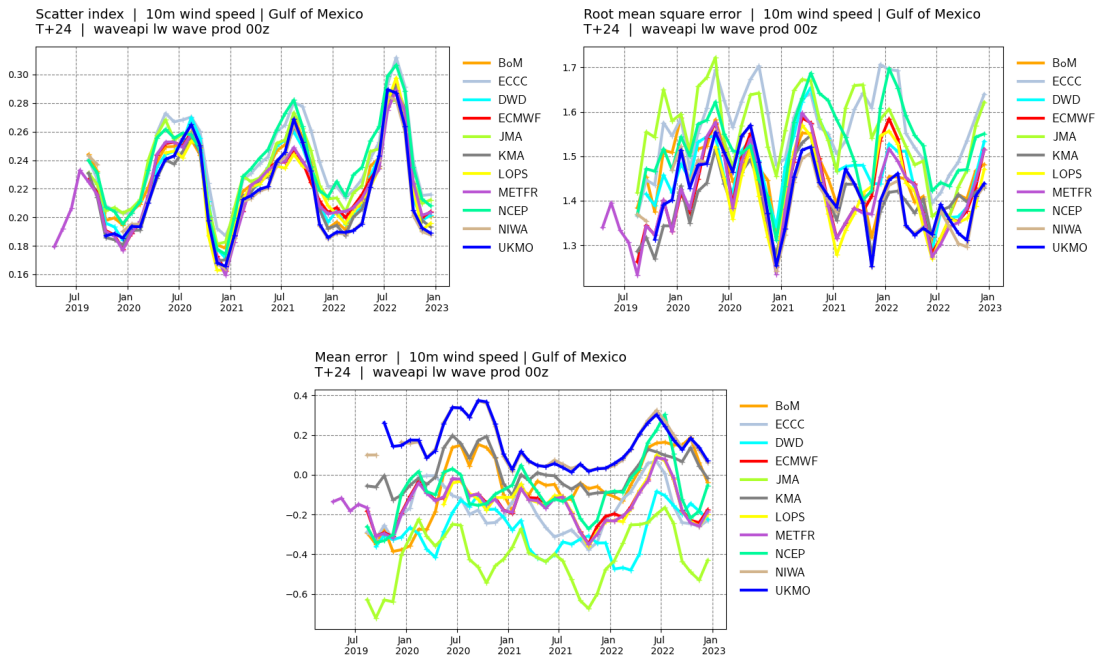 Scatter index | 10m wind speed | Gulf of Mexico
T+24 | waveapi lw wave prod 00z
0.30
0.28
0.26
0.24
0.22
0.20
0.18
0.16
Jul
2019
Jan
2020
Jul
2020
Jan
2021
Jul
2021
Jan
2022
Jul
2022
Jan
2023
BoM
ECCC
DWD
ECMWF
JMA
KMA
LOPS
METFR
NCEP
NIWA
UKMO
Root mean square error | 10m wind speed | Gulf of Mexico
T+24 | waveapi lw wave prod 00z
1.7
1.6
1.5
1.4
1.3
Jul
2019
Jan
2020
Jul
2020
Jan
2021
Jul
2021
Jan
2022
Jul
2022
Jan
2023
BoM
ECCC
DWD
ECMWF
JMA
KMA
LOPS
METFR
NCEP
NIWA
UKMO
Mean error | 10m wind speed | Gulf of Mexico
T+24 | waveapi lw wave prod 00z
0.4
0.2
0.0
−0.2
−0.4
−0.6
Jul
2019
Jan
2020
Jul
2020
Jan
2021
Jul
2021
Jan
2022
Jul
2022
Jan
2023
BoM
ECCC
DWD
ECMWF
JMA
KMA
LOPS
METFR
NCEP
NIWA
UKMO